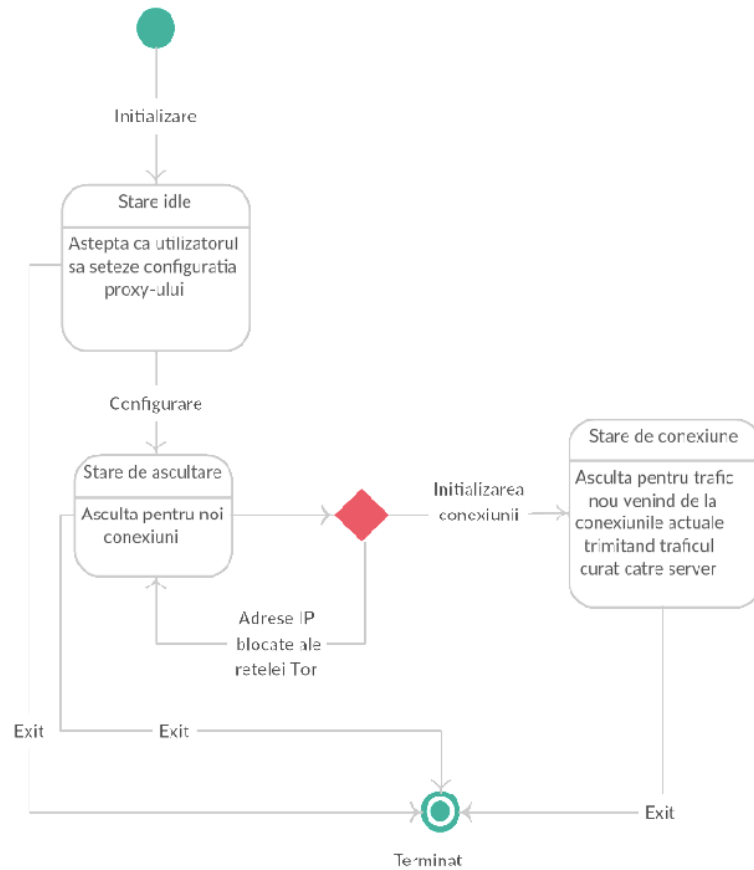 Initializare
Stare idle
Astepta ca utilizatorul
sa seteze configuratia
proxy-ului
Configurare
Stare de ascultare
Asculta pentru noi
conexiuni
Initializarea
conexiunii
Stare de conexiune
Asculta pentru trafic
nou venind de la
conexiunile actuale
trimitand traficul
curat catre server
Adrese IP
blocate ale
retelei Tor
Exit
Exit
Exit
Terminat